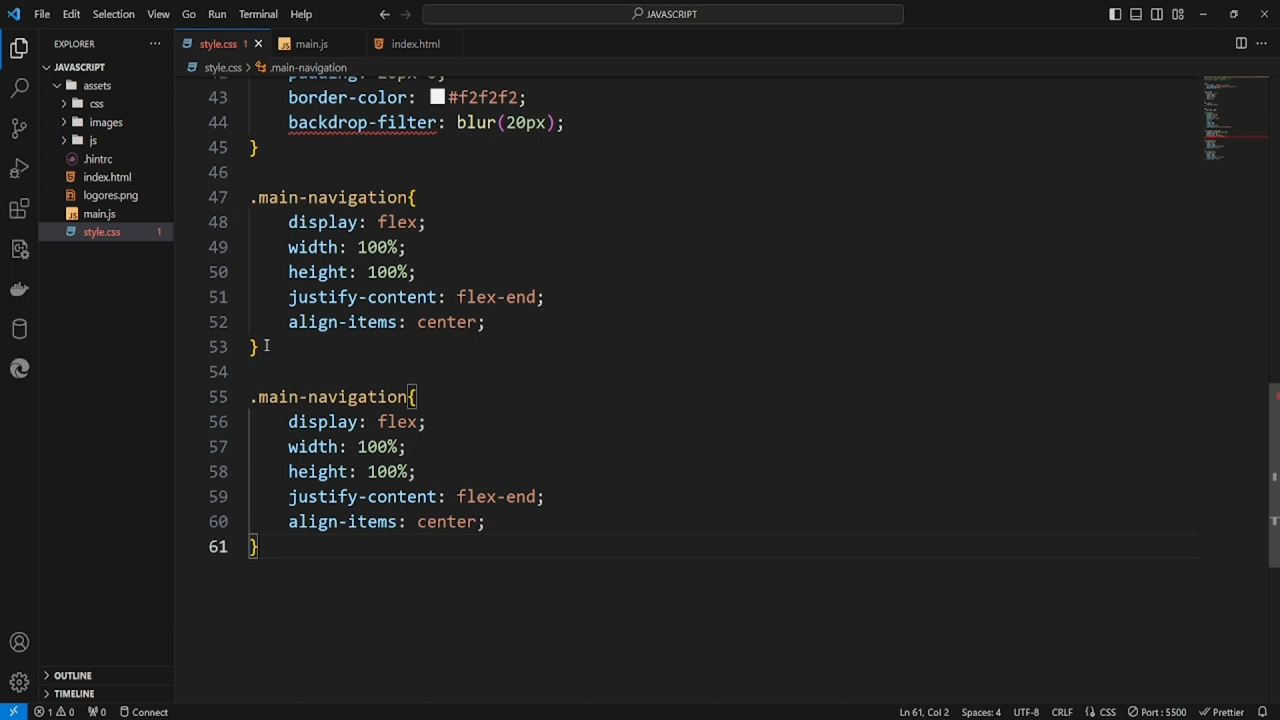 File Edit Selection View Go Run Terminal Help
JAVASCRIPT
EXPLORER
style.css 1
main.js
index.html
JAVASCRIPT
style.css > .main-navigation
assets
css
images
js
.hintrc
index.html
logores.png
main.js
style.css 1
43 border-color: #f2f2f2;
44 backdrop-filter: blur(20px);
45 }
46
47 .main-navigation{
48 display: flex;
49 width: 100%;
50 height: 100%;
51 justify-content: flex-end;
52 align-items: center;
53 }
54
55 .main-navigation{
56 display: flex;
57 width: 100%;
58 height: 100%;
59 justify-content: flex-end;
60 align-items: center;
61 }
OUTLINE
TIMELINE
1 0 0 Connect
Ln 61, Col 2 Spaces: 4 UTF-8 CRLF {} CSS Port : 5500 Prettier